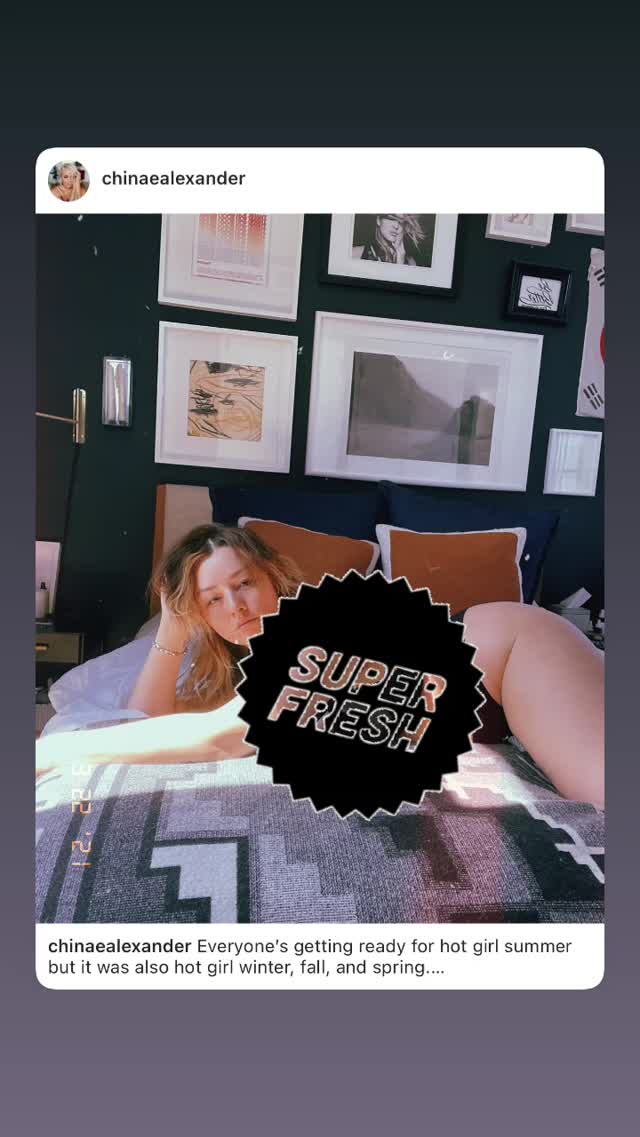 chinaealexander
SUPER
FRESH
3 22 '21
chinaealexander Everyone's getting ready for hot girl summer
but it was also hot girl winter, fall, and spring....